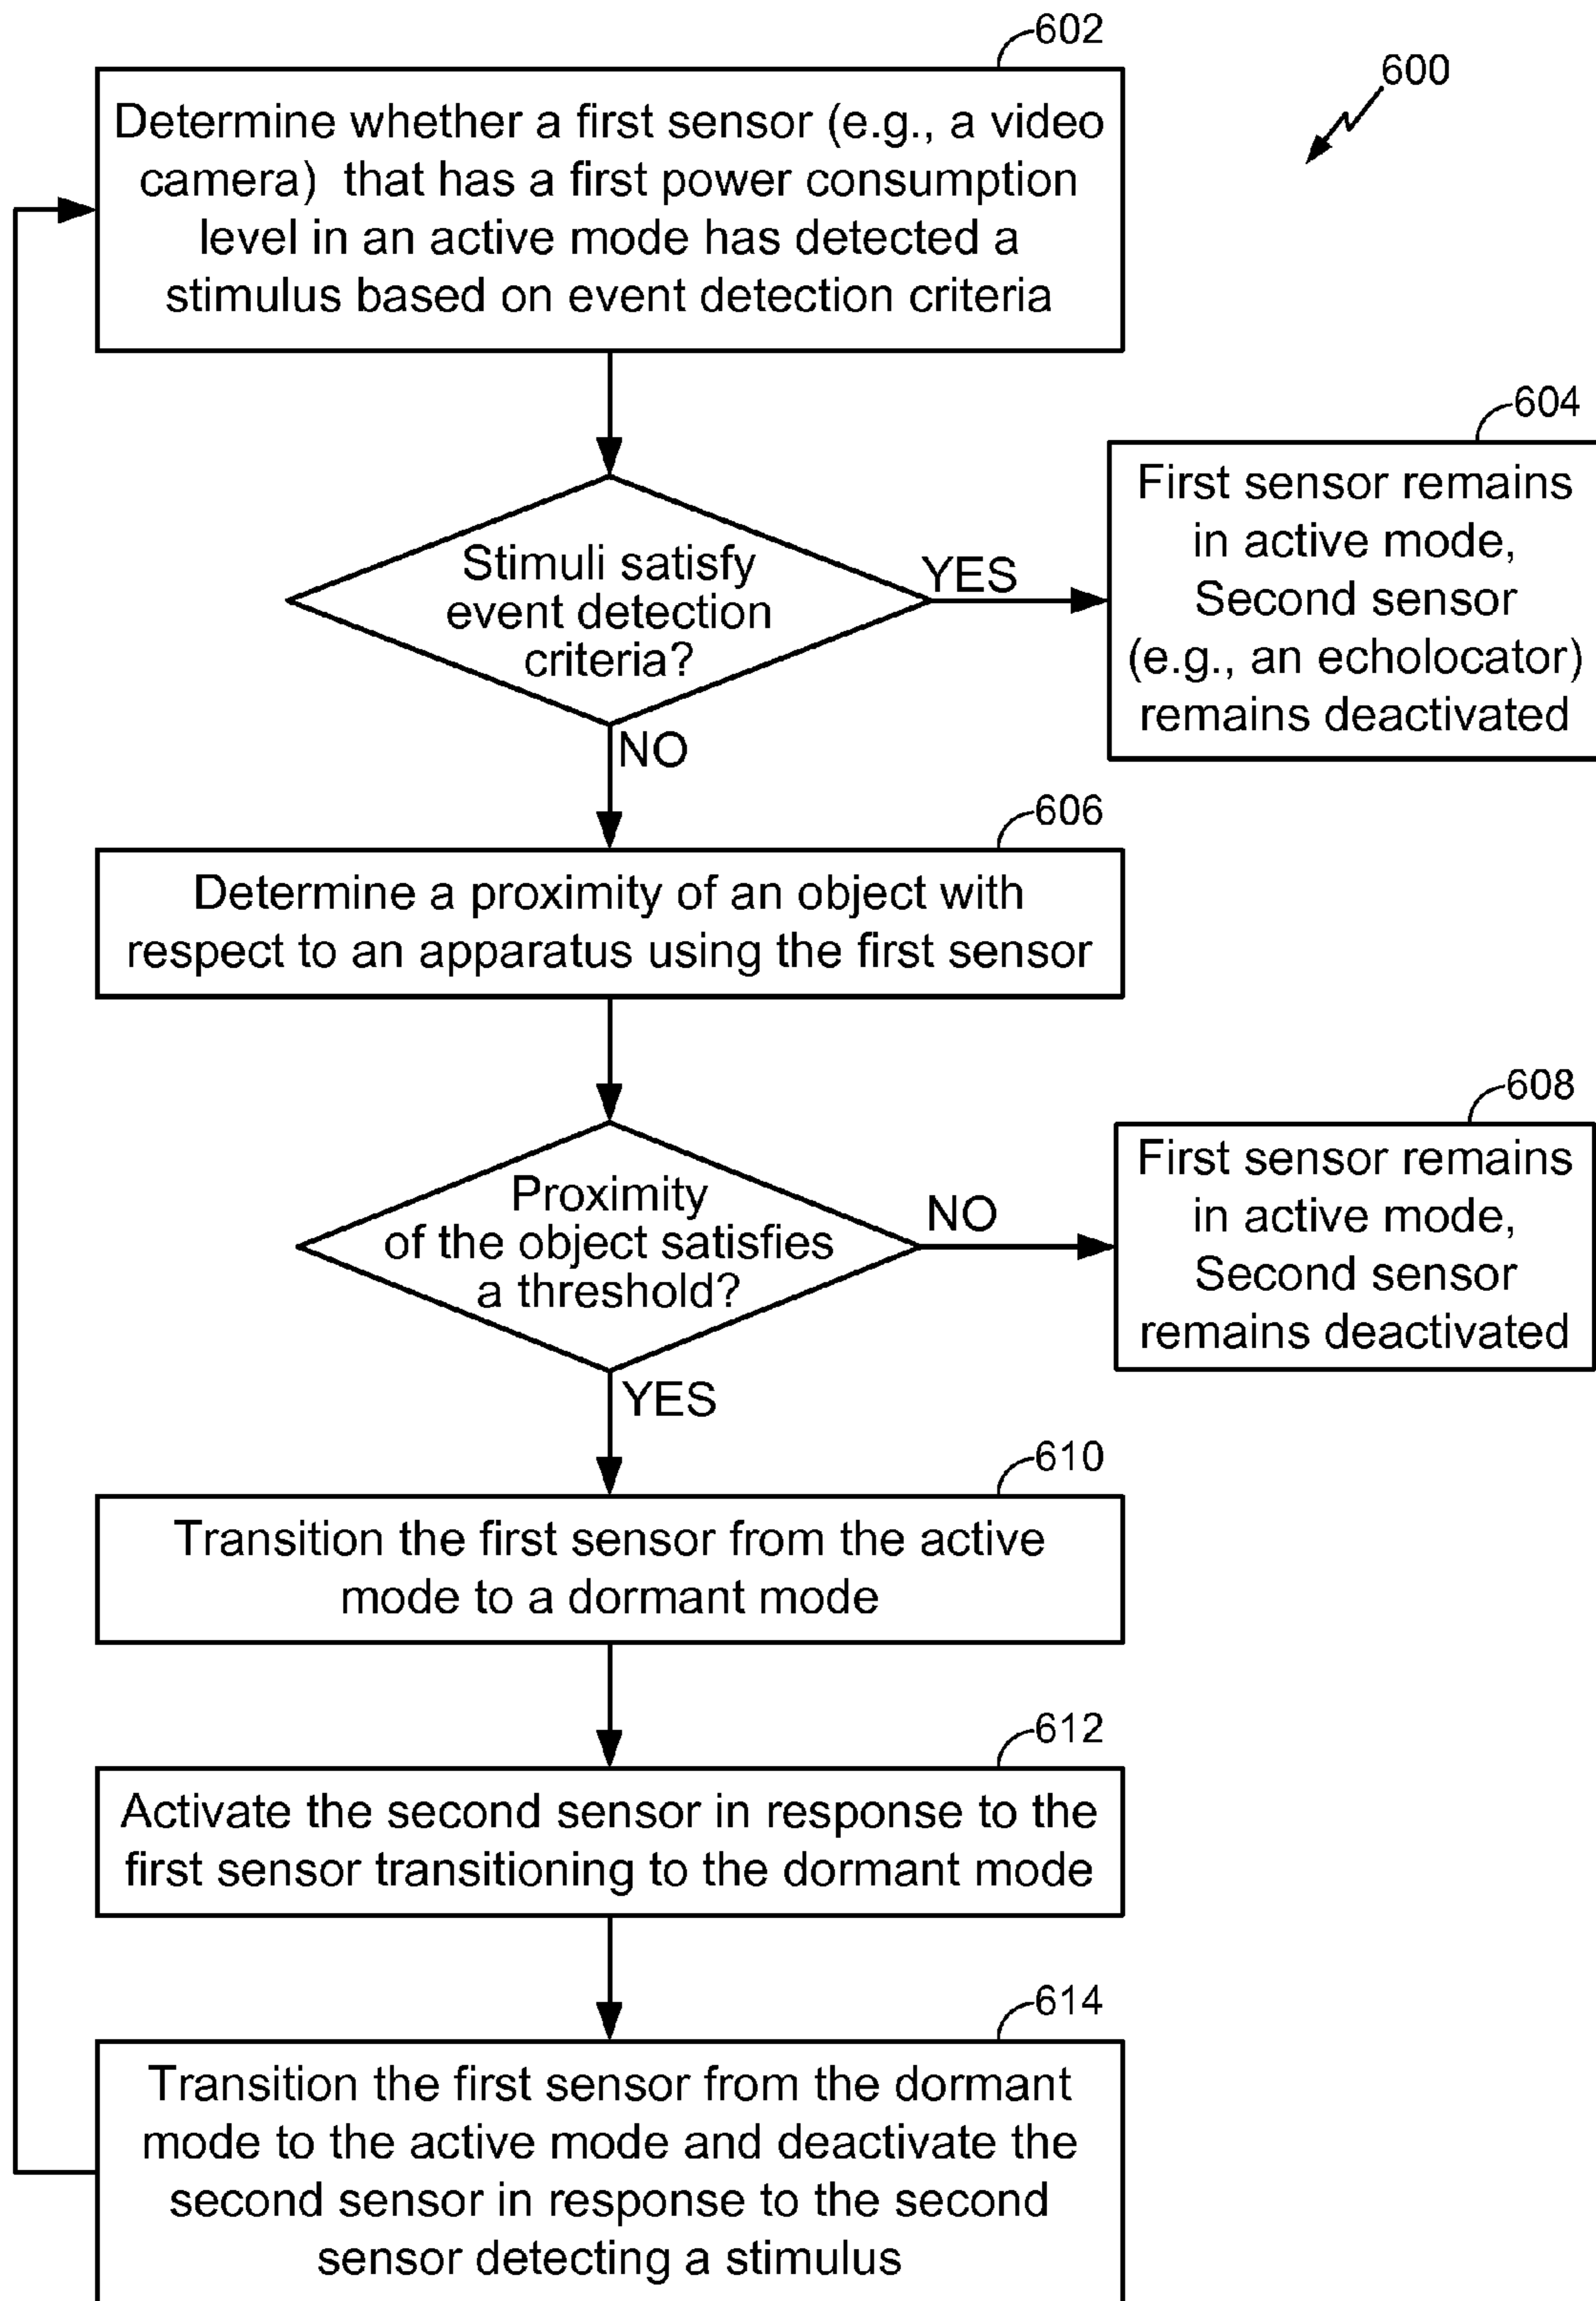 602
600
Determine whether a first sensor (e.g., a video
camera) that has a first power consumption
level in an active mode has detected a
stimulus based on event detection criteria
604
First sensor remains
in active mode,
Second sensor
(e.g., an echolocator)
remains deactivated
Stimuli satisfy
event detection
criteria?
YES
NO
606
Determine a proximity of an object with
respect to an apparatus using the first sensor
608
First sensor remains
in active mode,
Second sensor
remains deactivated
Proximity
of the object satisfies
a threshold?
NO
YES
610
Transition the first sensor from the active
mode to a dormant mode
612
Activate the second sensor in response to the
first sensor transitioning to the dormant mode
614
Transition the first sensor from the dormant
mode to the active mode and deactivate the
second sensor in response to the second
sensor detecting a stimulus